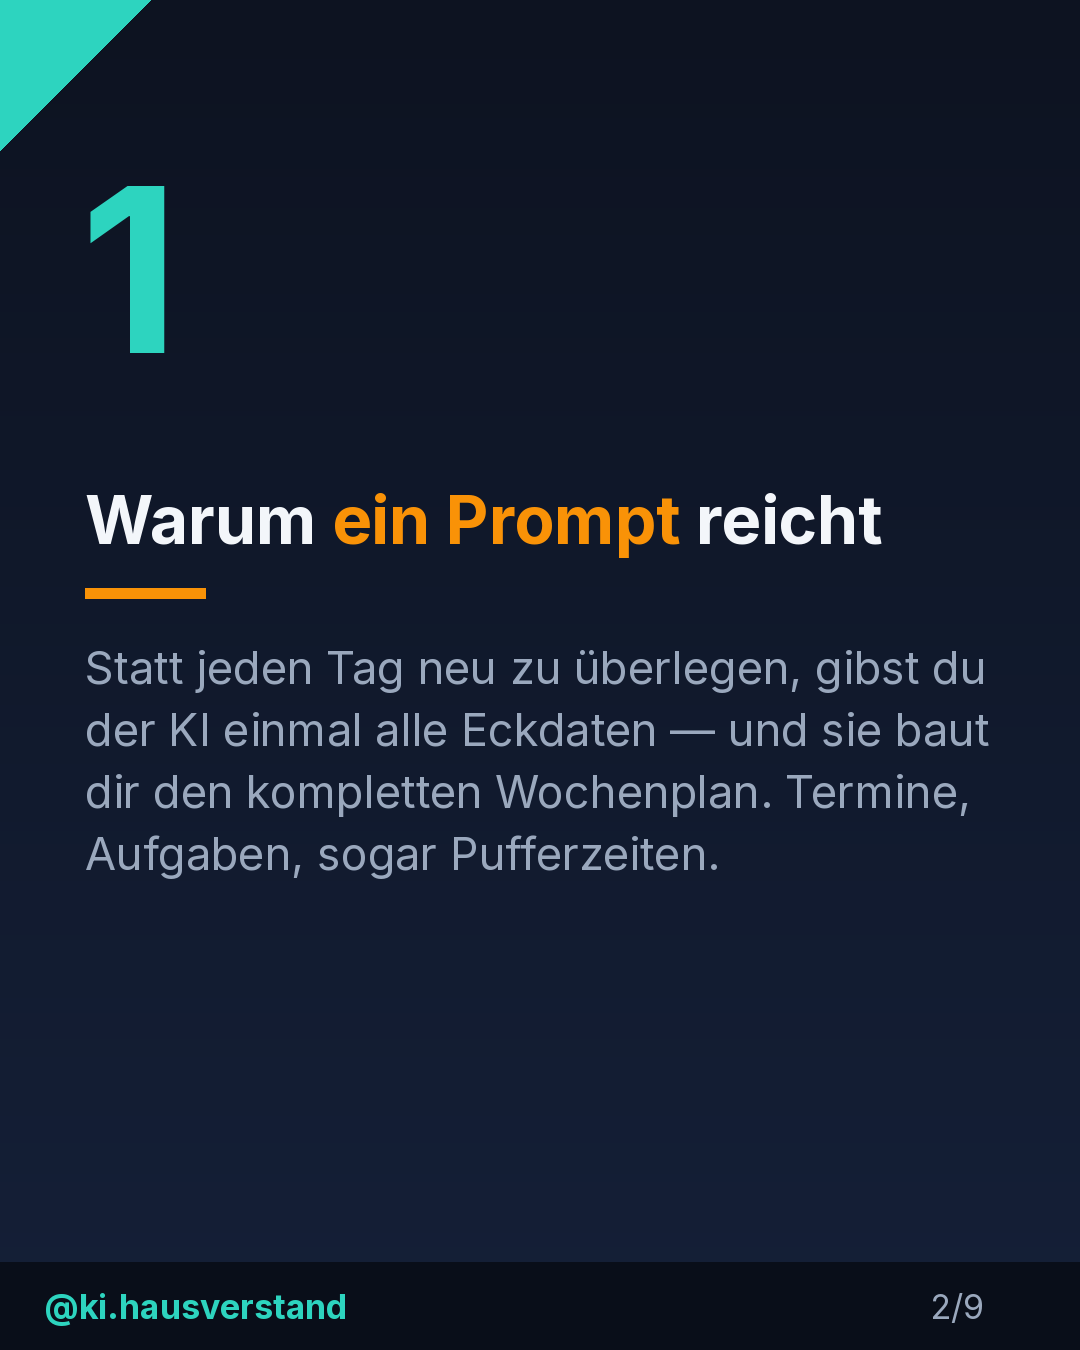 1
Warum ein Prompt reicht
Statt jeden Tag neu zu überlegen, gibst du
der KI einmal alle Eckdaten — und sie baut
dir den kompletten Wochenplan. Termine,
Aufgaben, sogar Pufferzeiten.
@ki.hausverstand
2/9